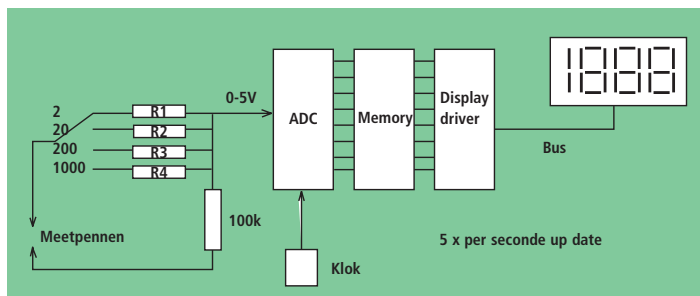 2
20
200
1000
R1
R2
R3
R4
0-5V
ADC
Memory
Display
driver
1888
Bus
100k
Meetpennen
Klok
5 x per seconde up date